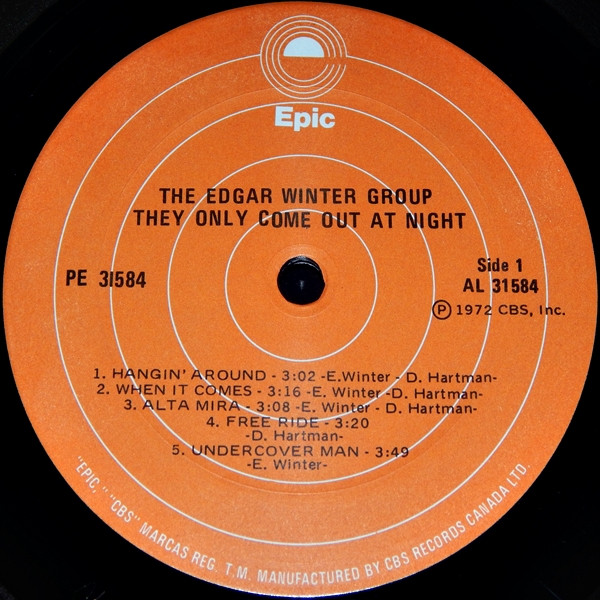 Epic
THE EDGAR WINTER GROUP
THEY ONLY COME OUT AT NIGHT
PE 31584
Side 1
AL 31584
Ⓟ 1972 CBS, Inc.
1. HANGIN' AROUND - 3:02 -E.Winter - D. Hartman-
2. WHEN IT COMES - 3:16 -E. Winter -D. Hartman-
3. ALTA MIRA - 3:08 -E. Winter - D. Hartman-
4. FREE RIDE - 3:20
-D. Hartman-
5. UNDERCOVER MAN - 3:49
-E. Winter-
"EPIC," "CBS" MARCAS REG. T.M. MANUFACTURED BY CBS RECORDS CANADA LTD.